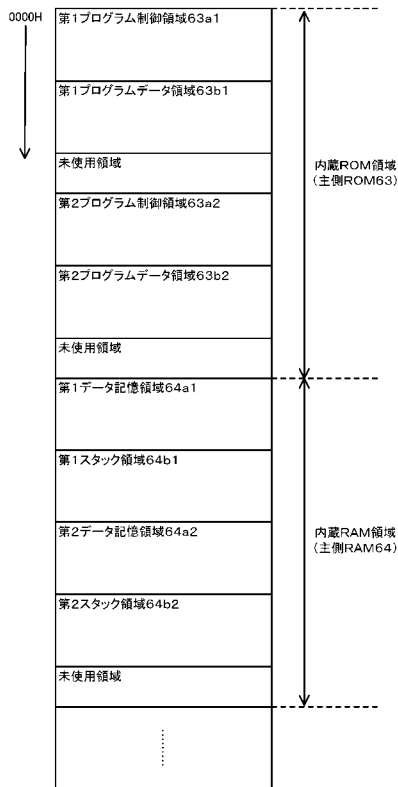 0000H
第1プログラム制御領域63a1
第1プログラムデータ領域63b1
未使用領域
第2プログラム制御領域63a2
第2プログラムデータ領域63b2
未使用領域
内蔵ROM領域
(主側ROM63)
第1データ記憶領域64a1
第1スタック領域64b1
第2データ記憶領域64a2
第2スタック領域64b2
未使用領域
内蔵RAM領域
(主側RAM64)